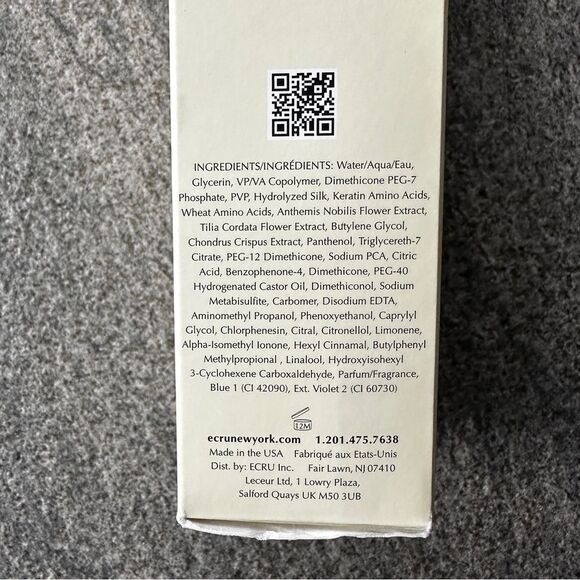 INGREDIENTS/INGRÉDIENTS: Water/Aqua/Eau,
Glycerin, VP/VA Copolymer, Dimethicone PEG-7
Phosphate, PVP, Hydrolyzed Silk, Keratin Amino Acids,
Wheat Amino Acids, Anthemis Nobilis Flower Extract,
Tilia Cordata Flower Extract, Butylene Glycol,
Chondrus Crispus Extract, Panthenol, Triglycereth-7
Citrate, PEG-12 Dimethicone, Sodium PCA, Citric
Acid, Benzophenone-4, Dimethicone, PEG-40
Hydrogenated Castor Oil, Dimethiconol, Sodium
Metabisulfite, Carbomer, Disodium EDTA,
Aminomethyl Propanol, Phenoxyethanol, Caprylyl
Glycol, Chlorphenesin, Citral, Citronellol, Limonene,
Alpha-Isomethyl Ionone, Hexyl Cinnamal, Butylphenyl
Methylpropional , Linalool, Hydroxyisohexyl
3-Cyclohexene Carboxaldehyde, Parfum/Fragrance,
Blue 1 (CI 42090), Ext. Violet 2 (CI 60730)
12M
ecrunewyork.com 1.201.475.7638
Made in the USA Fabriqué aux Etats-Unis
Dist. by: ECRU Inc. Fair Lawn, NJ 07410
Leceur Ltd, 1 Lowry Plaza,
Salford Quays UK M50 3UB